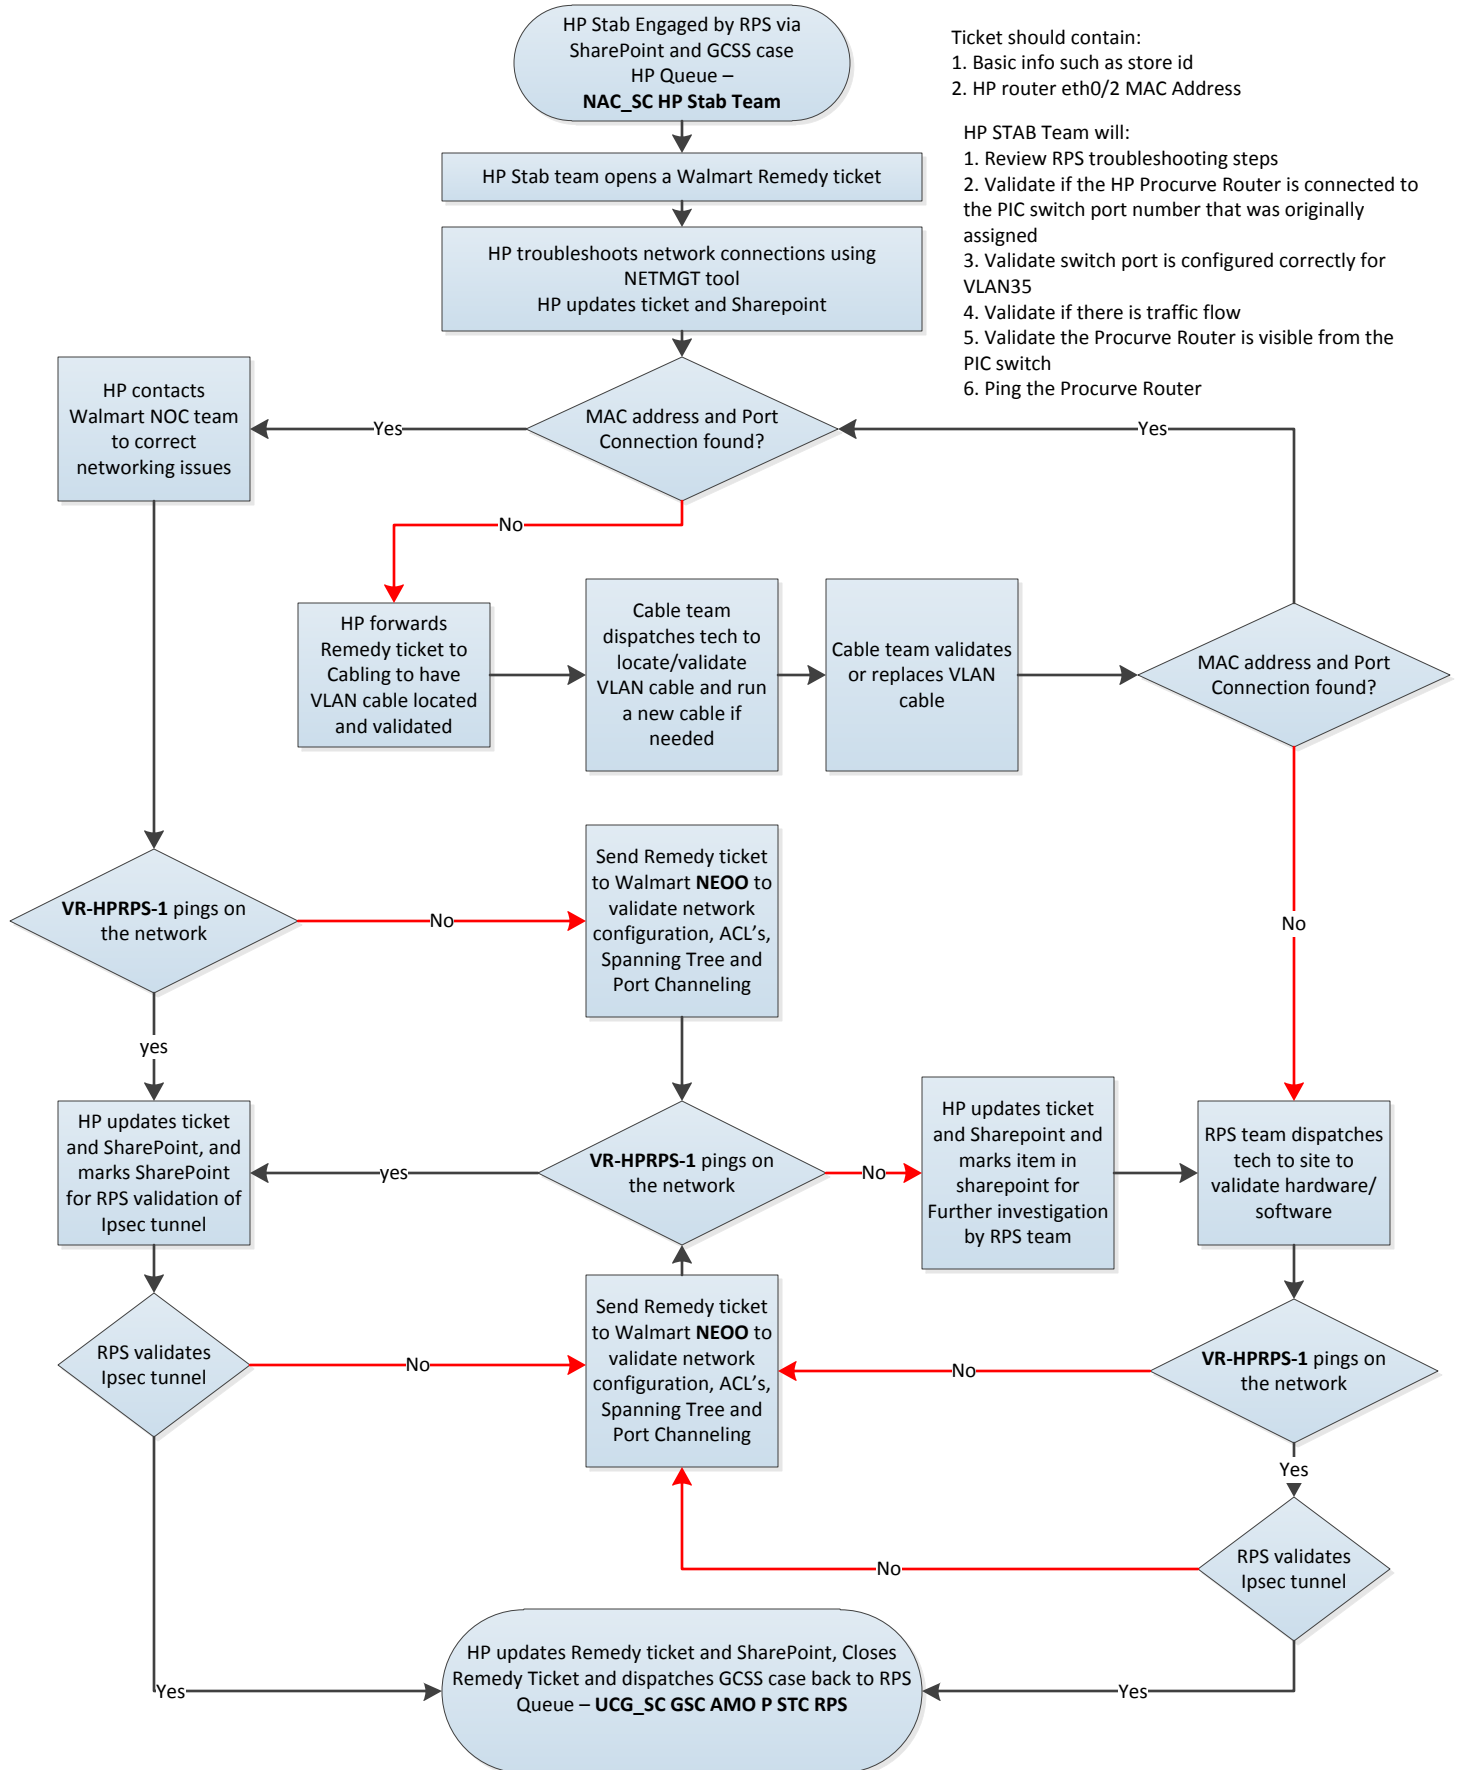 HP Stab Engaged by RPS via
SharePoint and GCSS case
HP Queue –
NAC_SC HP Stab Team
Ticket should contain:
1. Basic info such as store id
2. HP router eth0/2 MAC Address
HP STAB Team will:
1. Review RPS troubleshooting steps
2. Validate if the HP Procurve Router is connected to
the PIC switch port number that was originally
assigned
3. Validate switch port is configured correctly for
VLAN35
4. Validate if there is traffic flow
5. Validate the Procurve Router is visible from the
PIC switch
6. Ping the Procurve Router
HP Stab team opens a Walmart Remedy ticket
HP troubleshoots network connections using
NETMGT tool
HP updates ticket and Sharepoint
HP contacts
Walmart NOC team
to correct
networking issues
Yes
MAC address and Port
Connection found?
Yes
No
HP forwards
Remedy ticket to
Cabling to have
VLAN cable located
and validated
Cable team
dispatches tech to
locate/validate
VLAN cable and run
a new cable if
needed
Cable team validates
or replaces VLAN
cable
MAC address and Port
Connection found?
No
VR-HPRPS-1 pings on
the network
No
Send Remedy ticket
to Walmart NEOO to
validate network
configuration, ACL’s,
Spanning Tree and
Port Channeling
yes
HP updates ticket
and SharePoint, and
marks SharePoint
for RPS validation of
Ipsec tunnel
yes
VR-HPRPS-1 pings on
the network
No
HP updates ticket
and Sharepoint and
marks item in
sharepoint for
Further investigation
by RPS team
RPS team dispatches
tech to site to
validate hardware/
software
RPS validates
Ipsec tunnel
No
Send Remedy ticket
to Walmart NEOO to
validate network
configuration, ACL’s,
Spanning Tree and
Port Channeling
No
VR-HPRPS-1 pings on
the network
Yes
No
RPS validates
Ipsec tunnel
Yes
HP updates Remedy ticket and SharePoint, Closes
Remedy Ticket and dispatches GCSS case back to RPS
Queue – UCG_SC GSC AMO P STC RPS
Yes